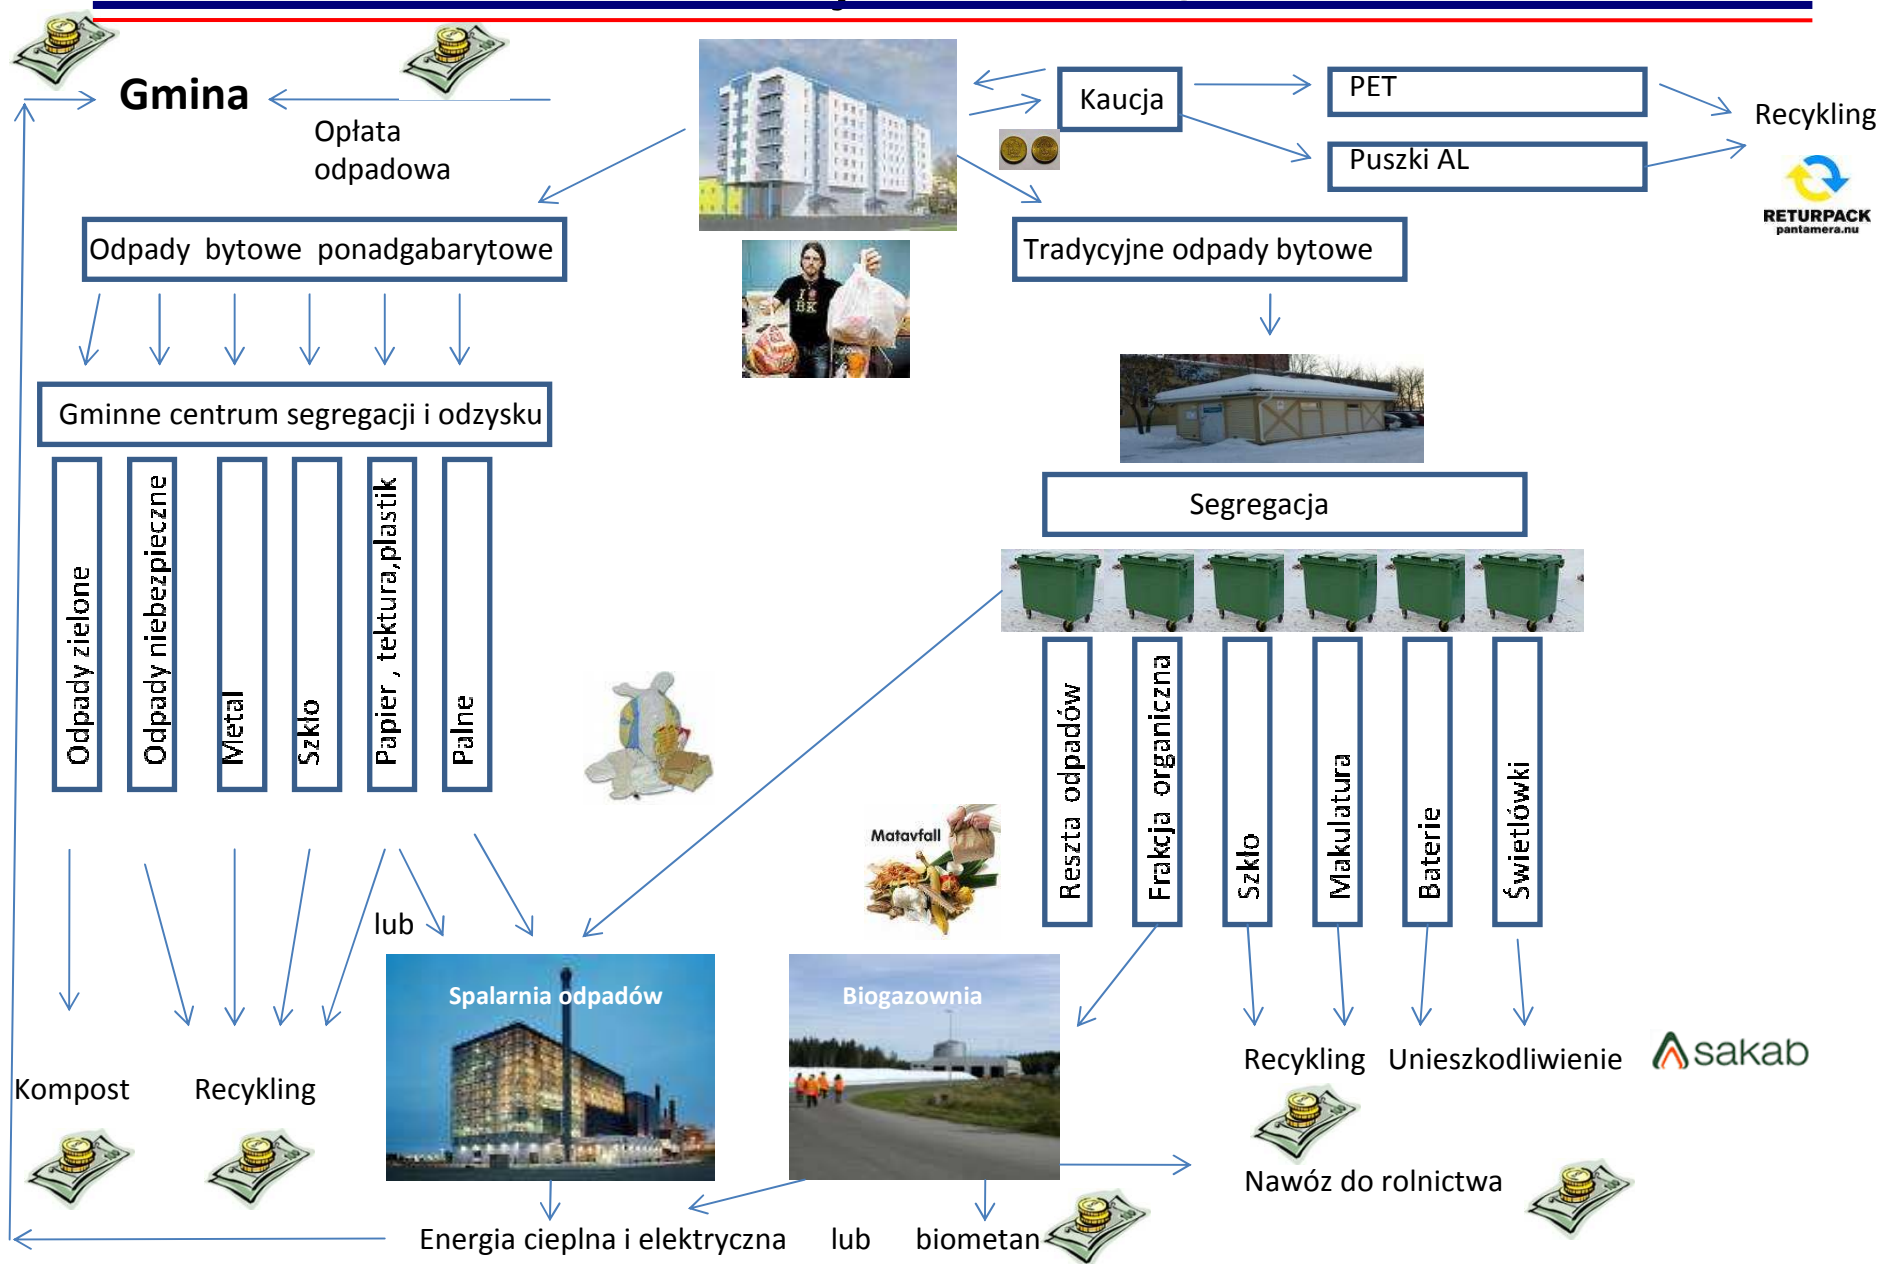 Gmina
Opłata
odpadowa
Kaucja
PET
Puszki AL
Recykling
RETURPACK
pantamera.nu
Odpady bytowe ponadgabarytowe
Tradycyjne odpady bytowe
I
BK
Gminne centrum segregacji i odzysku
Segregacja
Odpady zielone
Odpady niebezpieczne
Metal
Szkło
Papier , tektura,plastik
Palne
Reszta odpadów
Frakcja organiczna
Szkło
Makulatura
Baterie
Świetlówki
Matavfall
lub
Spalarnia odpadów
Biogazownia
Kompost
Recykling
Recykling
Unieszkodliwienie
sakab
Nawóz do rolnictwa
Energia cieplna i elektryczna lub biometan